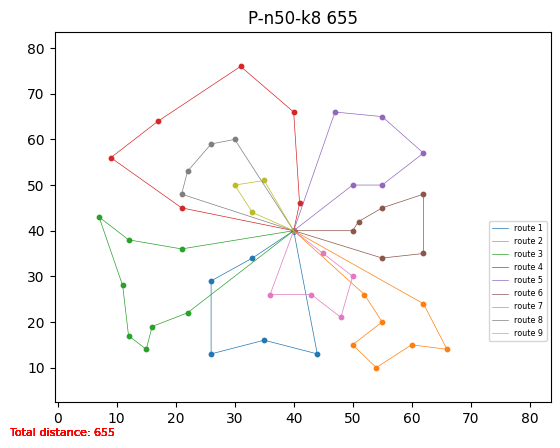 P-n50-k8 655
80
70
60
50
40
30
20
10
0 10 20 30 40 50 60 70 80
route 1
route 2
route 3
route 4
route 5
route 6
route 7
route 8
route 9
Total distance: 655